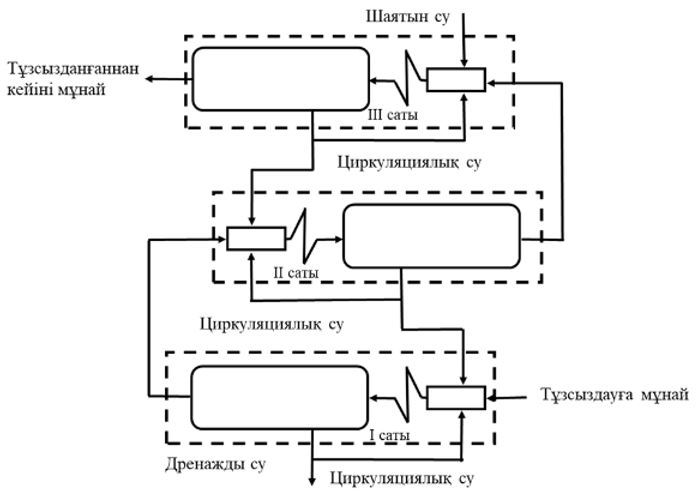 Шаятын су
Тұзсызданғаннан
кейіні мұнай
III саты
Циркуляциялық су
II саты
Циркуляциялық су
Тұзсыздауға мұнай
I саты
Дренажды су
Циркуляциялық су